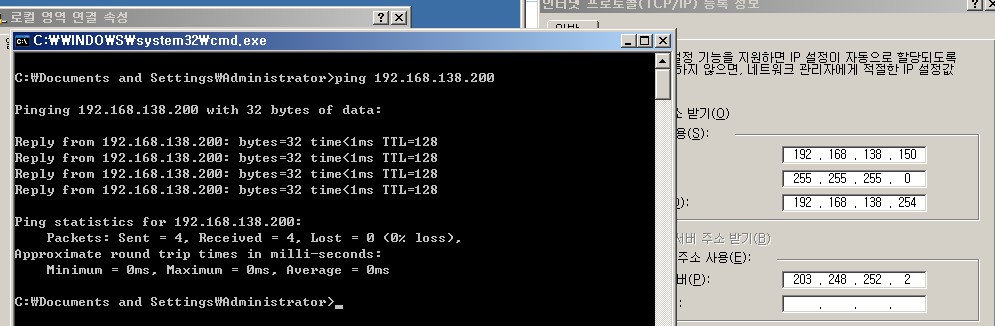 로컬 영역 연결 속성
C:₩WINDOWS₩system32₩cmd.exe
C:₩Documents and Settings₩Administrator>ping 192.168.138.200
Pinging 192.168.138.200 with 32 bytes of data:
Reply from 192.168.138.200: bytes=32 time<1ms TTL=128
Reply from 192.168.138.200: bytes=32 time<1ms TTL=128
Reply from 192.168.138.200: bytes=32 time<1ms TTL=128
Reply from 192.168.138.200: bytes=32 time<1ms TTL=128
Ping statistics for 192.168.138.200:
Packets: Sent = 4, Received = 4, Lost = 0 (0% loss),
Approximate round trip times in milli-seconds:
Minimum = 0ms, Maximum = 0ms, Average = 0ms
C:₩Documents and Settings₩Administrator>_
인터넷 프로토콜(TCP/IP) 등록 정보
일반
설정 기능을 지원하면 IP 설정이 자동으로 할당되도록
하지 않으면, 네트워크 관리자에게 적절한 IP 설정값
받기(O)
용(S):
192 . 168 . 138 . 150
255 . 255 . 255 . 0
192 . 168 . 138 . 254
서버 주소 받기(B)
주소 사용(E):
버(P):
203 . 248 . 252 . 2